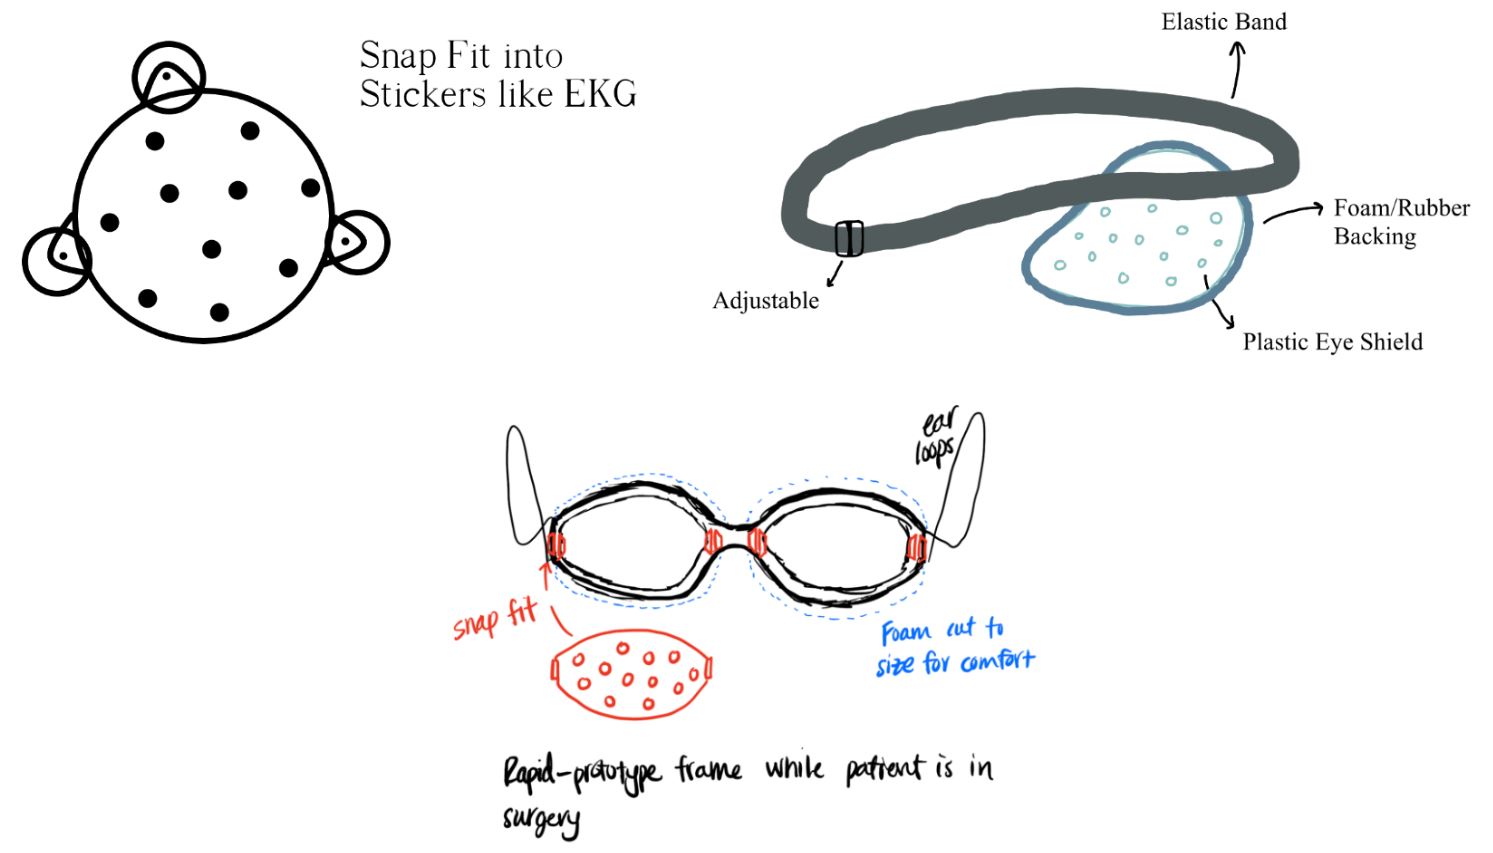 Snap Fit into
Stickers like EKG
Elastic Band
Foam/Rubber
Backing
Adjustable
Plastic Eye Shield
ear
loops
snap fit
Foam cut to
size for comfort
Rapid-prototype frame while patient is in
surgery